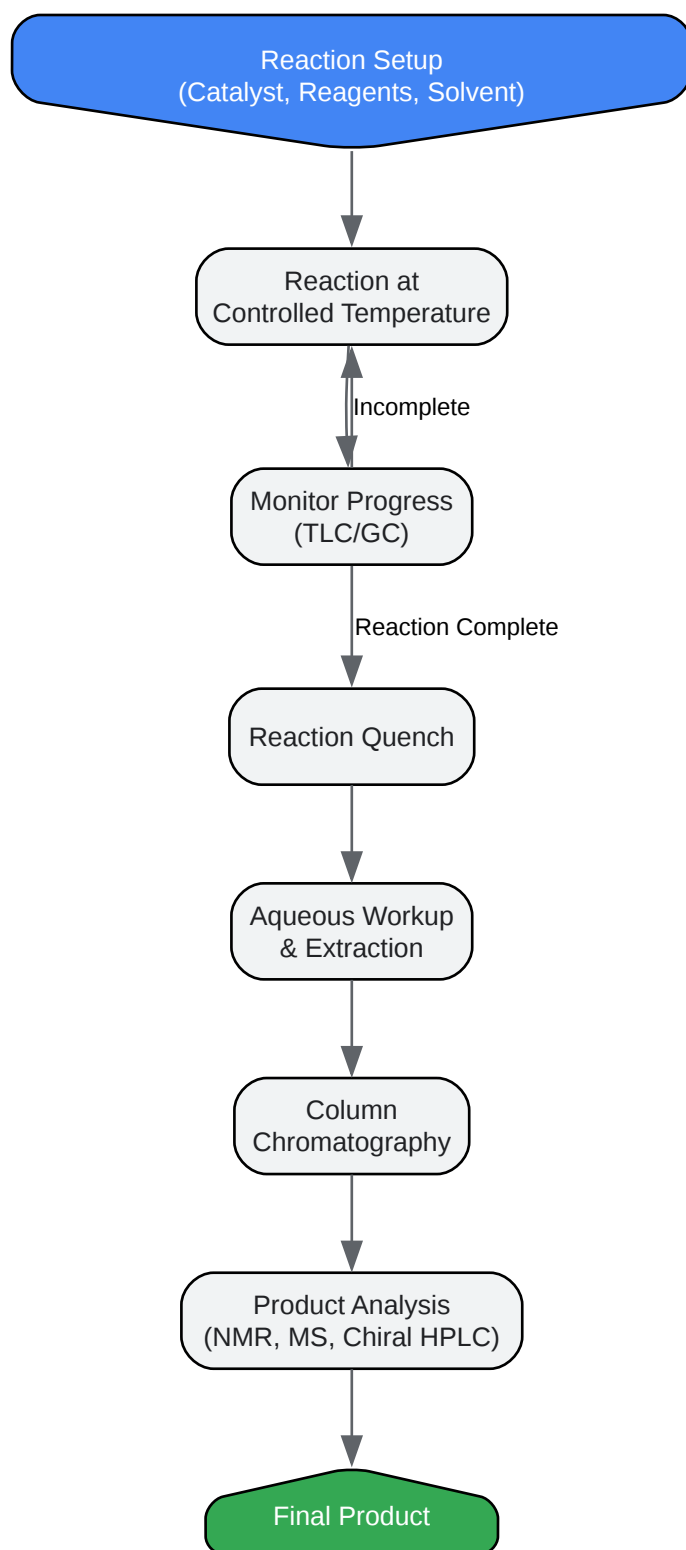 Reaction Setup
(Catalyst, Reagents, Solvent)
Reaction at
Controlled Temperature
Incomplete
Monitor Progress
(TLC/GC)
Reaction Complete
Reaction Quench
Aqueous Workup
& Extraction
Column
Chromatography
Product Analysis
(NMR, MS, Chiral HPLC)
Final Product